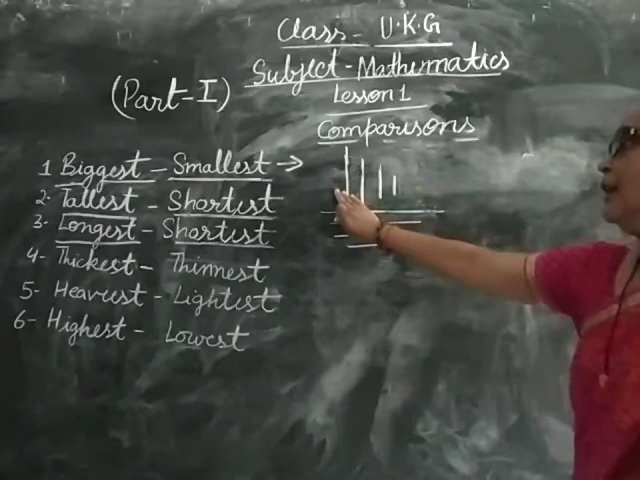 Class - U.K.G
Subject - Mathematics
(Part-I)
Lesson 1
Comparisons
1 Biggest - Smallest →
2- Tallest - Shortest
3- Longest - Shortest
4- Thickest - Thinnest
5- Heaviest - Lightest
6- Highest - Lowest